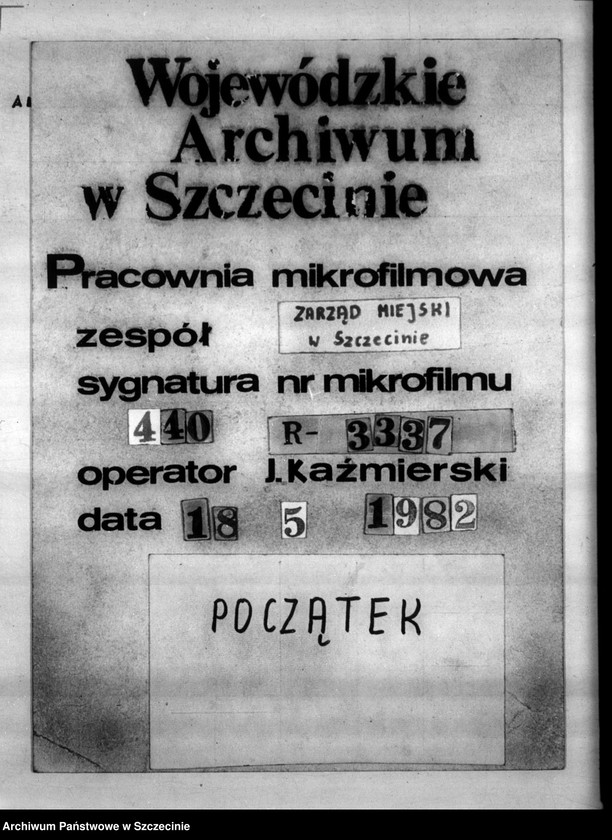 Wojewódzkie
Archiwum
w Szczecinie
Pracownia mikrofilmowa
zespół ZARZĄD MIEJSKI
w Szczecinie
sygnatura nr mikrofilmu
440 R- 3337
operator J.Kaźmierski
data 18 5 1982
POCZĄTEK
Archiwum Państwowe w Szczecinie